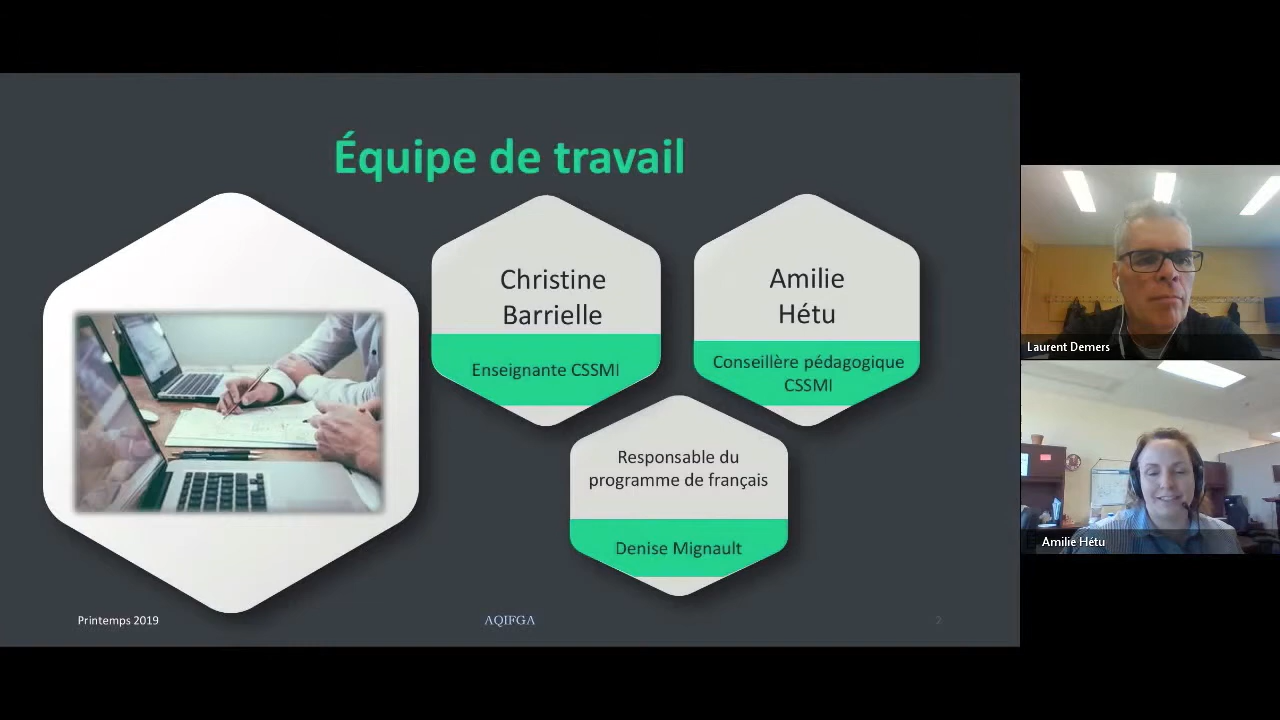 Équipe de travail
Christine
Barrielle
Enseignante CSSMI
Amilie
Hétu
Conseillère pédagogique
CSSMI
Responsable du
programme de français
Denise Mignault
Printemps 2019
AQIFGA
2
Laurent Demers
Amilie Hétu